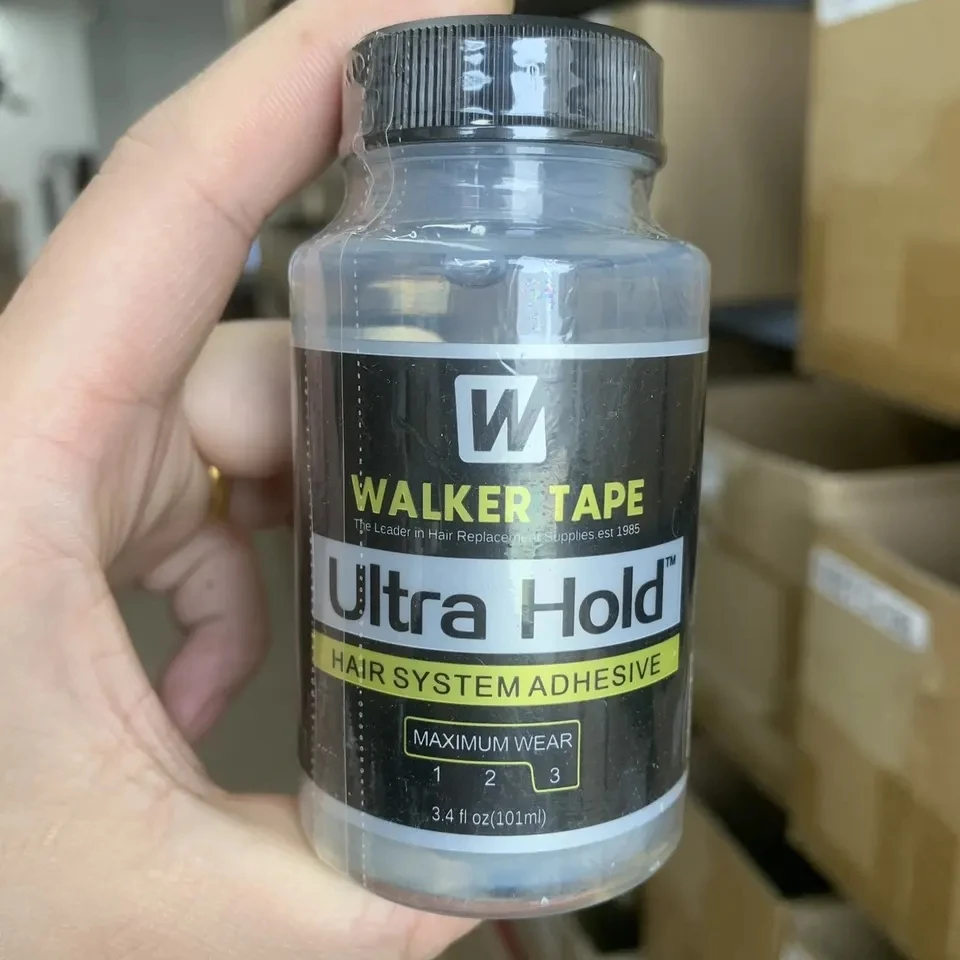 W
WALKER TAPE
The Leader in Hair Replacement Supplies est 1985
Ultra Hold™
HAIR SYSTEM ADHESIVE
MAXIMUM WEAR
1 2 3
3.4 fl oz(101ml)